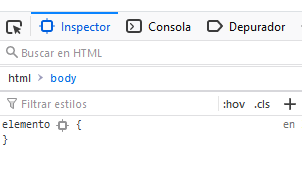 Inspector Consola Depurador
Buscar en HTML
html > body
Filtrar estilos :hov .cls +
elemento { en
}